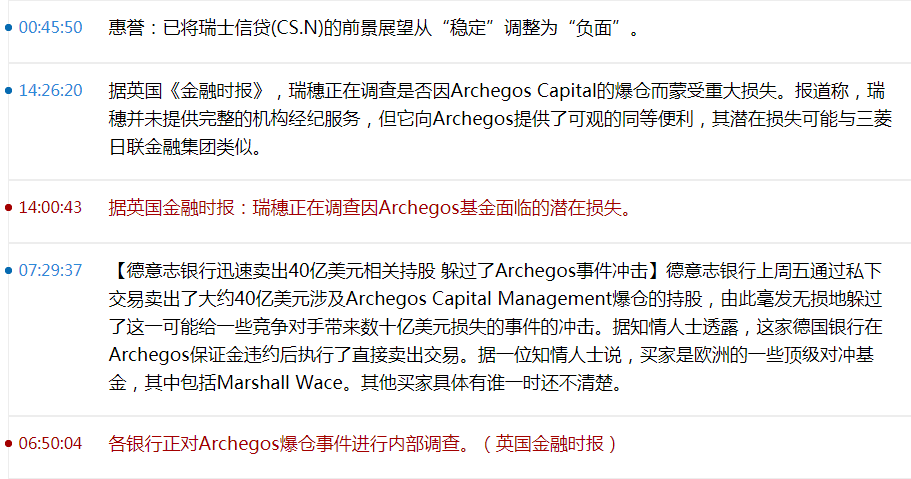 00:45:50 惠誉：已将瑞士信贷(CS.N)的前景展望从“稳定”调整为“负面”。
14:26:20 据英国《金融时报》，瑞穗正在调查是否因Archegos Capital的爆仓而蒙受重大损失。报道称，瑞
穗并未提供完整的机构经纪服务，但它向Archegos提供了可观的同等便利，其潜在损失可能与三菱
日联金融集团类似。
14:00:43 据英国金融时报：瑞穗正在调查因Archegos基金面临的潜在损失。
07:29:37 【德意志银行迅速卖出40亿美元相关持股 躲过了Archegos事件冲击】德意志银行上周五通过私下
交易卖出了大约40亿美元涉及Archegos Capital Management爆仓的持股，由此毫发无损地躲过
了这一可能给一些竞争对手带来数十亿美元损失的事件的冲击。据知情人士透露，这家德国银行在
Archegos保证金违约后执行了直接卖出交易。据一位知情人士说，买家是欧洲的一些顶级对冲基
金，其中包括Marshall Wace。其他买家具体有谁一时还不清楚。
06:50:04 各银行正对Archegos爆仓事件进行内部调查。（英国金融时报）